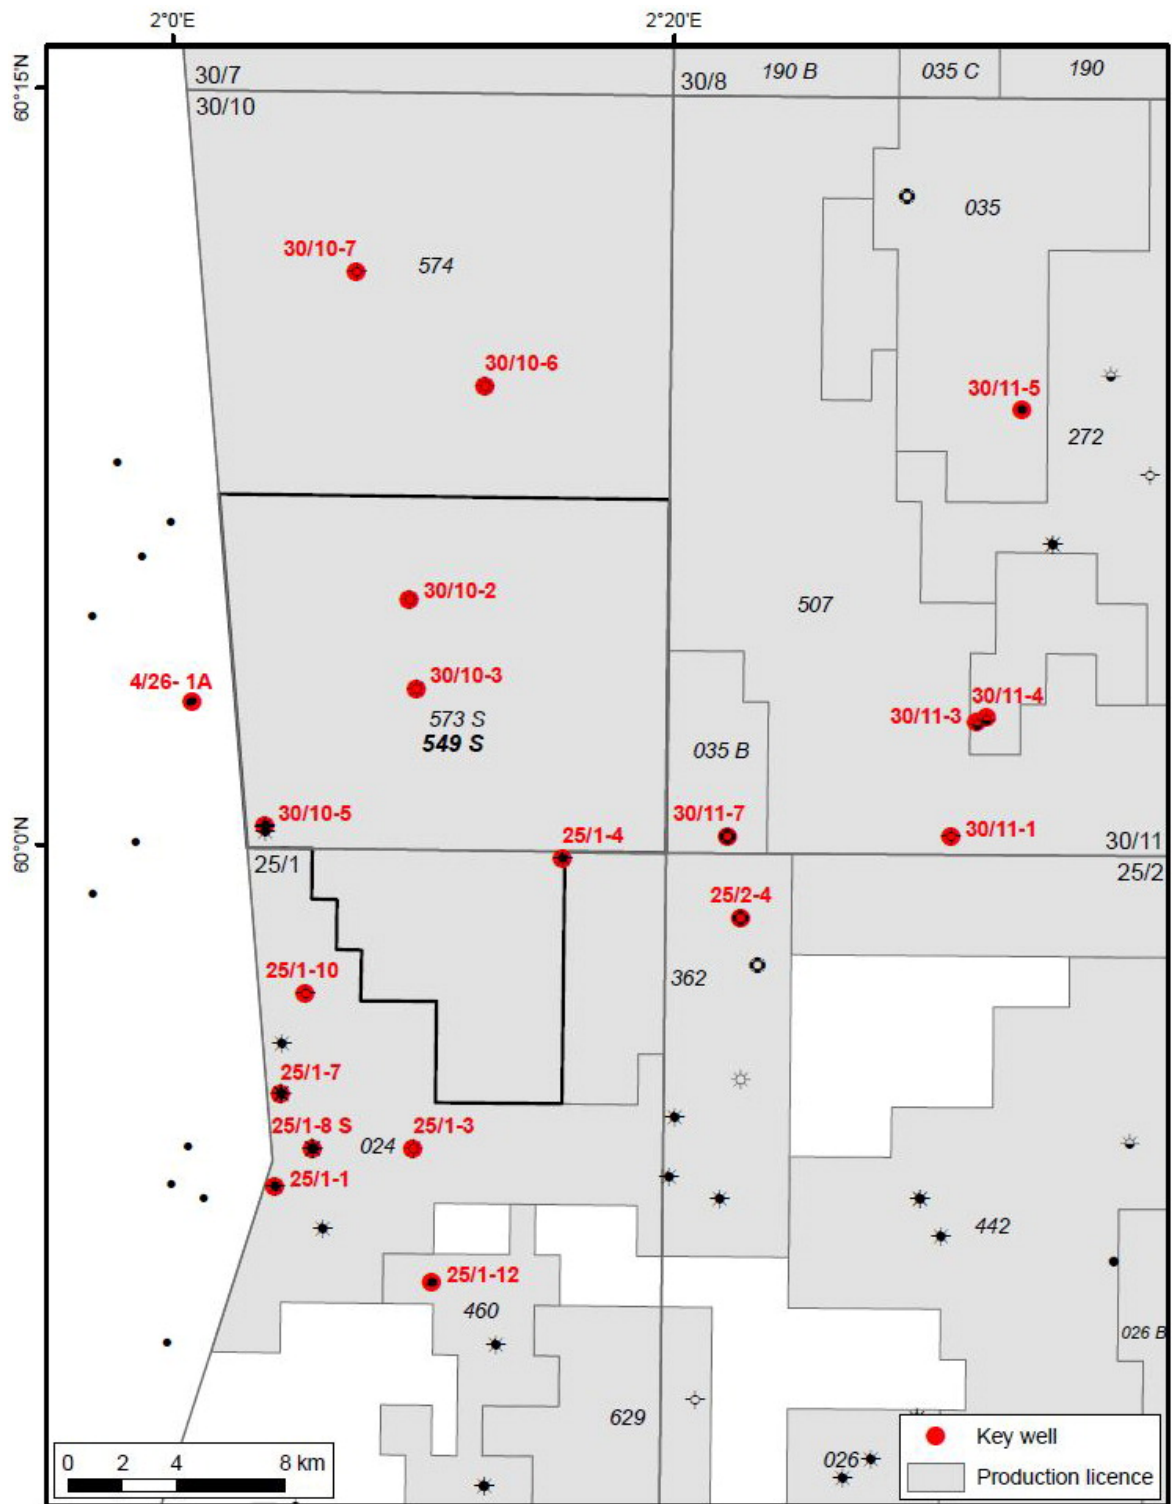 2°0'E
2°20'E
60°15'N
30/7
30/8
190 B
035 C
190
30/10
035
30/10-7
574
30/10-6
30/11-5
272
30/10-2
507
30/10-3
4/26- 1A
573 S
549 S
30/11-4
30/11-3
035 B
30/10-5
30/11-7
25/1-4
30/11-1
60°0'N
30/11
25/1
25/2
25/2-4
25/1-10
362
25/1-7
25/1-8 S
024
25/1-3
25/1-1
442
25/1-12
460
026 B
629
026
0 2 4 8 km
Key well
Production licence